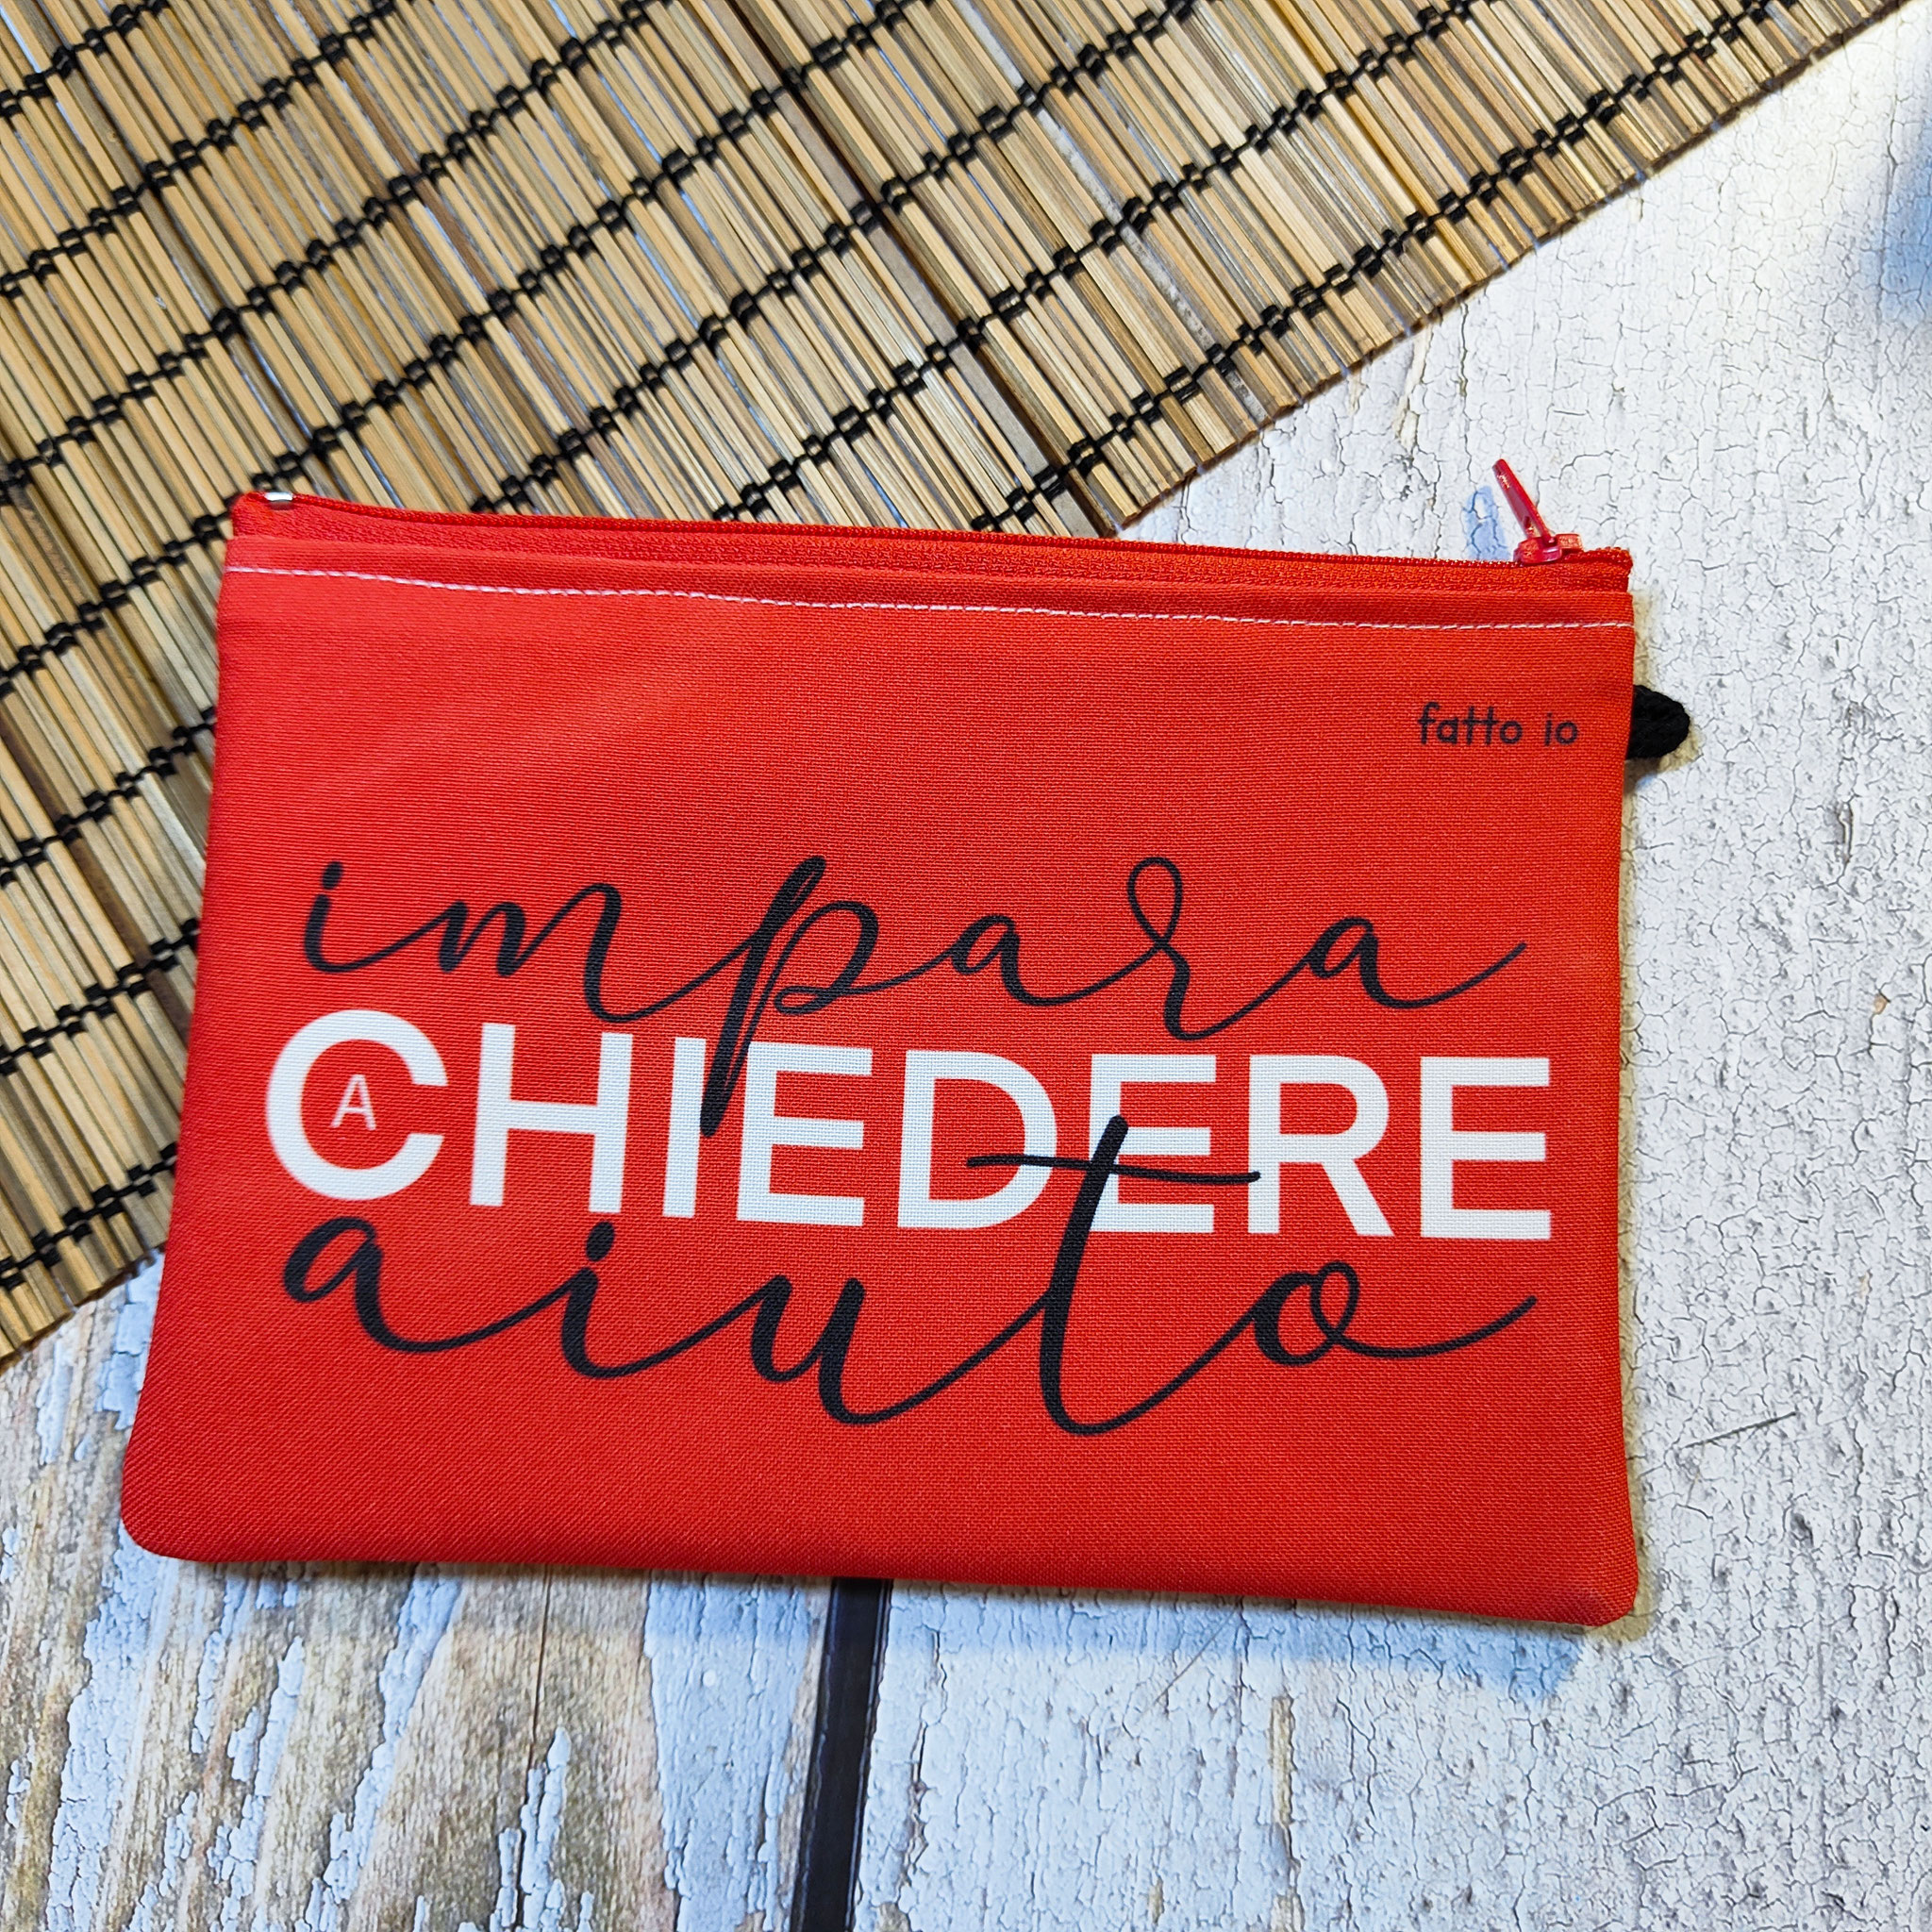 fatto io
impara
A CHIEDERE
aiuto